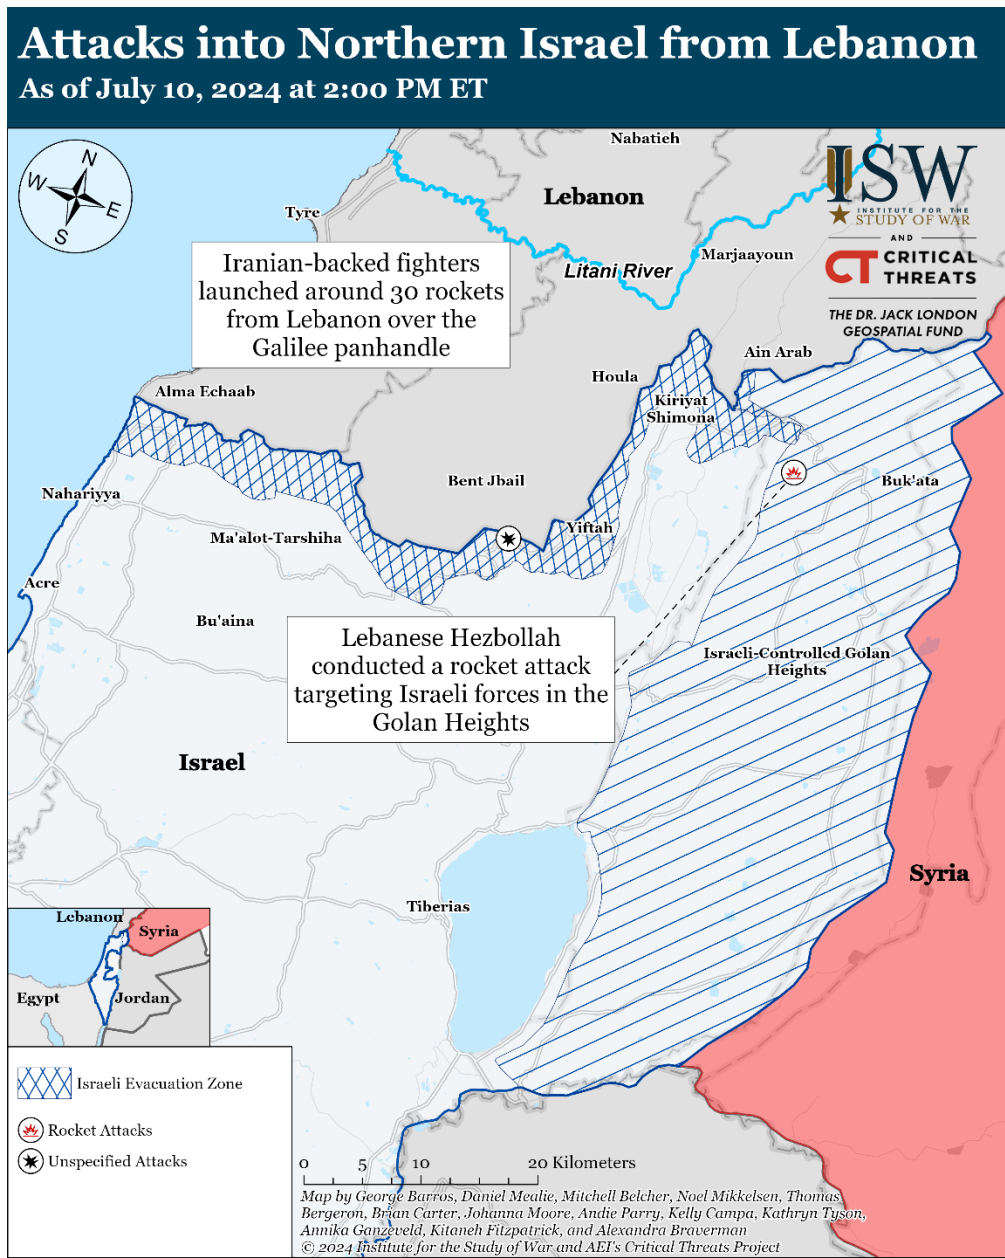 Attacks into Northern Israel from Lebanon
As of July 10, 2024 at 2:00 PM ET
N
W
E
S
Nabatieh
Lebanon
Tyre
ISW
INSTITUTE FOR THE
STUDY OF WAR
AND
CT CRITICAL
THREATS
THE DR. JACK LONDON
GEOSPATIAL FUND
Iranian-backed fighters
launched around 30 rockets
from Lebanon over the
Galilee panhandle
Marjaayoun
Litani River
Ain Arab
Houla
Alma Echaab
Kiriyat
Shimona
Bent Jbail
Buk'ata
Nahariyya
Yiftah
Ma'alot-Tarshiha
Acre
Bu'aina
Lebanese Hezbollah
conducted a rocket attack
targeting Israeli forces in the
Golan Heights
Israeli-Controlled Golan
Heights
Israel
Syria
Tiberias
Lebanon
Syria
Egypt
Jordan
Israeli Evacuation Zone
Rocket Attacks
Unspecified Attacks
0 5 10 20 Kilometers
Map by George Barros, Daniel Mealie, Mitchell Belcher, Noel Mikkelsen, Thomas
Bergeron, Brian Carter, Johanna Moore, Andie Parry, Kelly Campa, Kathryn Tyson,
Annika Ganzeveld, Kitaneh Fitzpatrick, and Alexandra Braverman
© 2024 Institute for the Study of War and AEI's Critical Threats Project